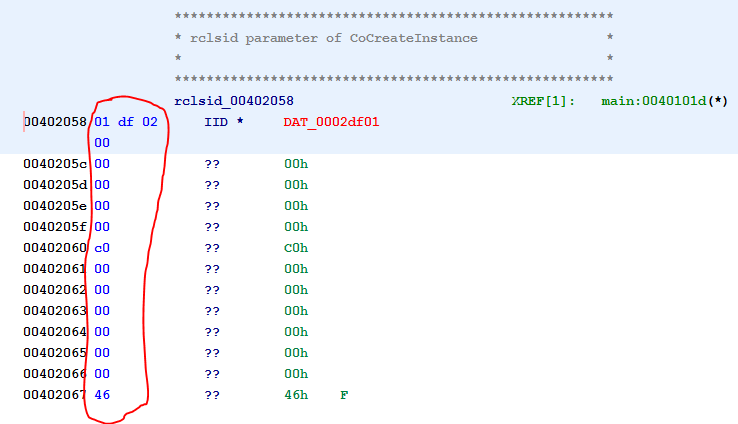 *******************************************************
* rclsid parameter of CoCreateInstance *
* *
*******************************************************
rclsid_00402058 XREF[1]: main:0040101d(*)
00402058 01 df 02 IID * DAT_0002df01
00
0040205c 00 ?? 00h
0040205d 00 ?? 00h
0040205e 00 ?? 00h
0040205f 00 ?? 00h
00402060 c0 ?? C0h
00402061 00 ?? 00h
00402062 00 ?? 00h
00402063 00 ?? 00h
00402064 00 ?? 00h
00402065 00 ?? 00h
00402066 00 ?? 00h
00402067 46 ?? 46h F